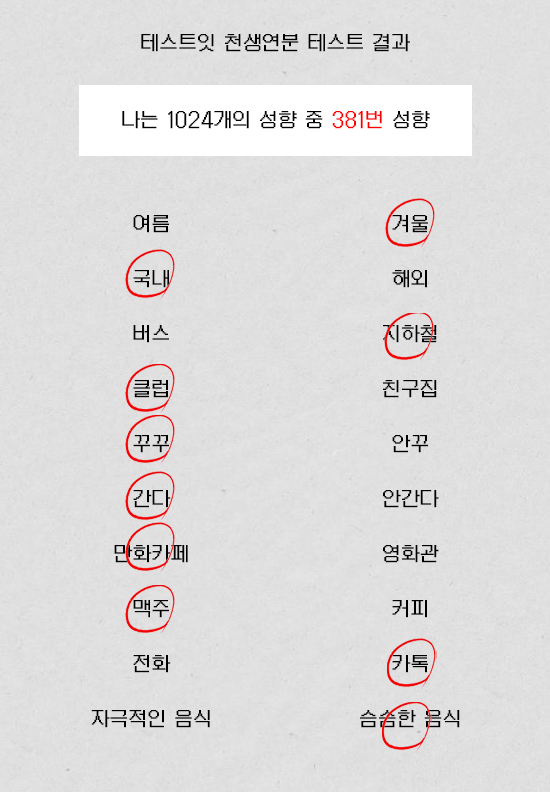 테스트잇 천생연분 테스트 결과
나는 1024개의 성향 중 381번 성향
여름 겨울
국내 해외
버스 지하철
클럽 친구집
꾸꾸 안꾸
간다 안간다
만화카페 영화관
맥주 커피
전화 카톡
자극적인 음식 슴슴한 음식